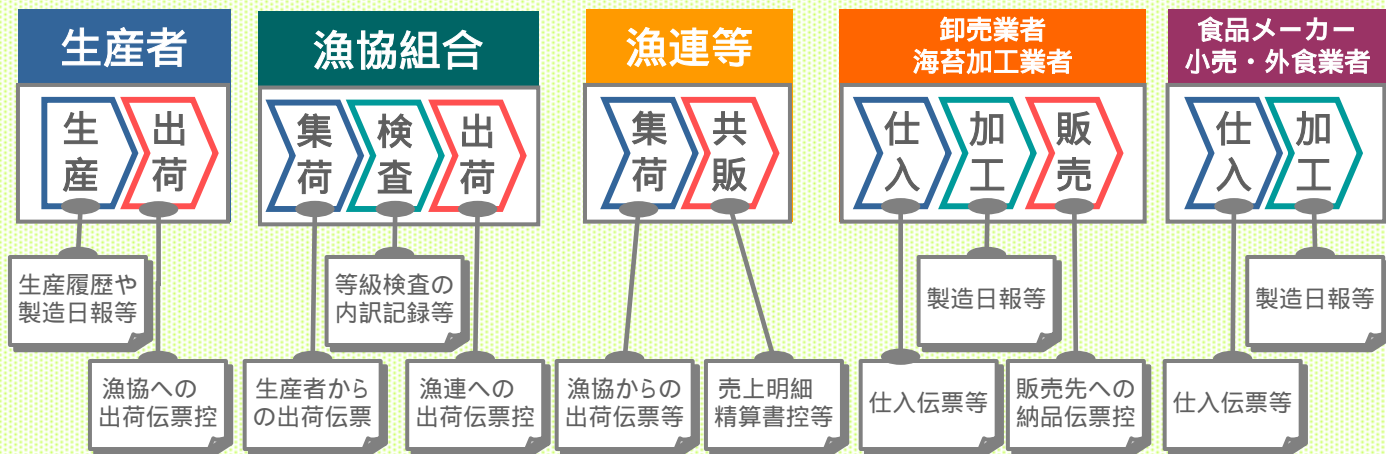 生産者
生産
出荷
生産履歴や
製造日報等
漁協への
出荷伝票控
漁協組合
集荷
検査
出荷
生産者から
の出荷伝票
等級検査の
内訳記録等
漁連への
出荷伝票控
漁連等
集荷
共販
漁協からの
出荷伝票等
売上明細
精算書控等
卸売業者
海苔加工業者
仕入
加工
販売
仕入伝票等
製造日報等
販売先への
納品伝票控
食品メーカー
小売・外食業者
仕入
加工
仕入伝票等
製造日報等